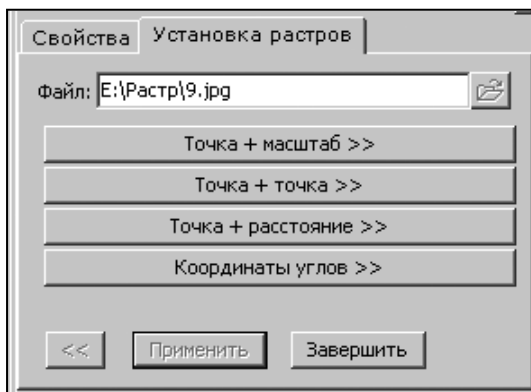 Свойства Установка растров
Файл: E:\Растр\9.jpg
Точка + масштаб >>
Точка + точка >>
Точка + расстояние >>
Координаты углов >>
<< Применить Завершить